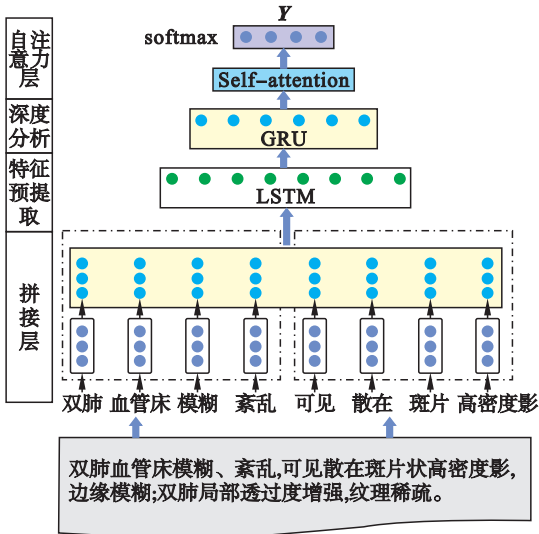 Y
softmax
自注
意力
层
Self-attention
深度
分析
GRU
特征
预提
取
LSTM
拼
接
层
双肺 血管床 模糊 紊乱 可见 散在 斑片 高密度影
双肺血管床模糊、紊乱,可见散在斑片状高密度影,
边缘模糊;双肺局部透过度增强,纹理稀疏。